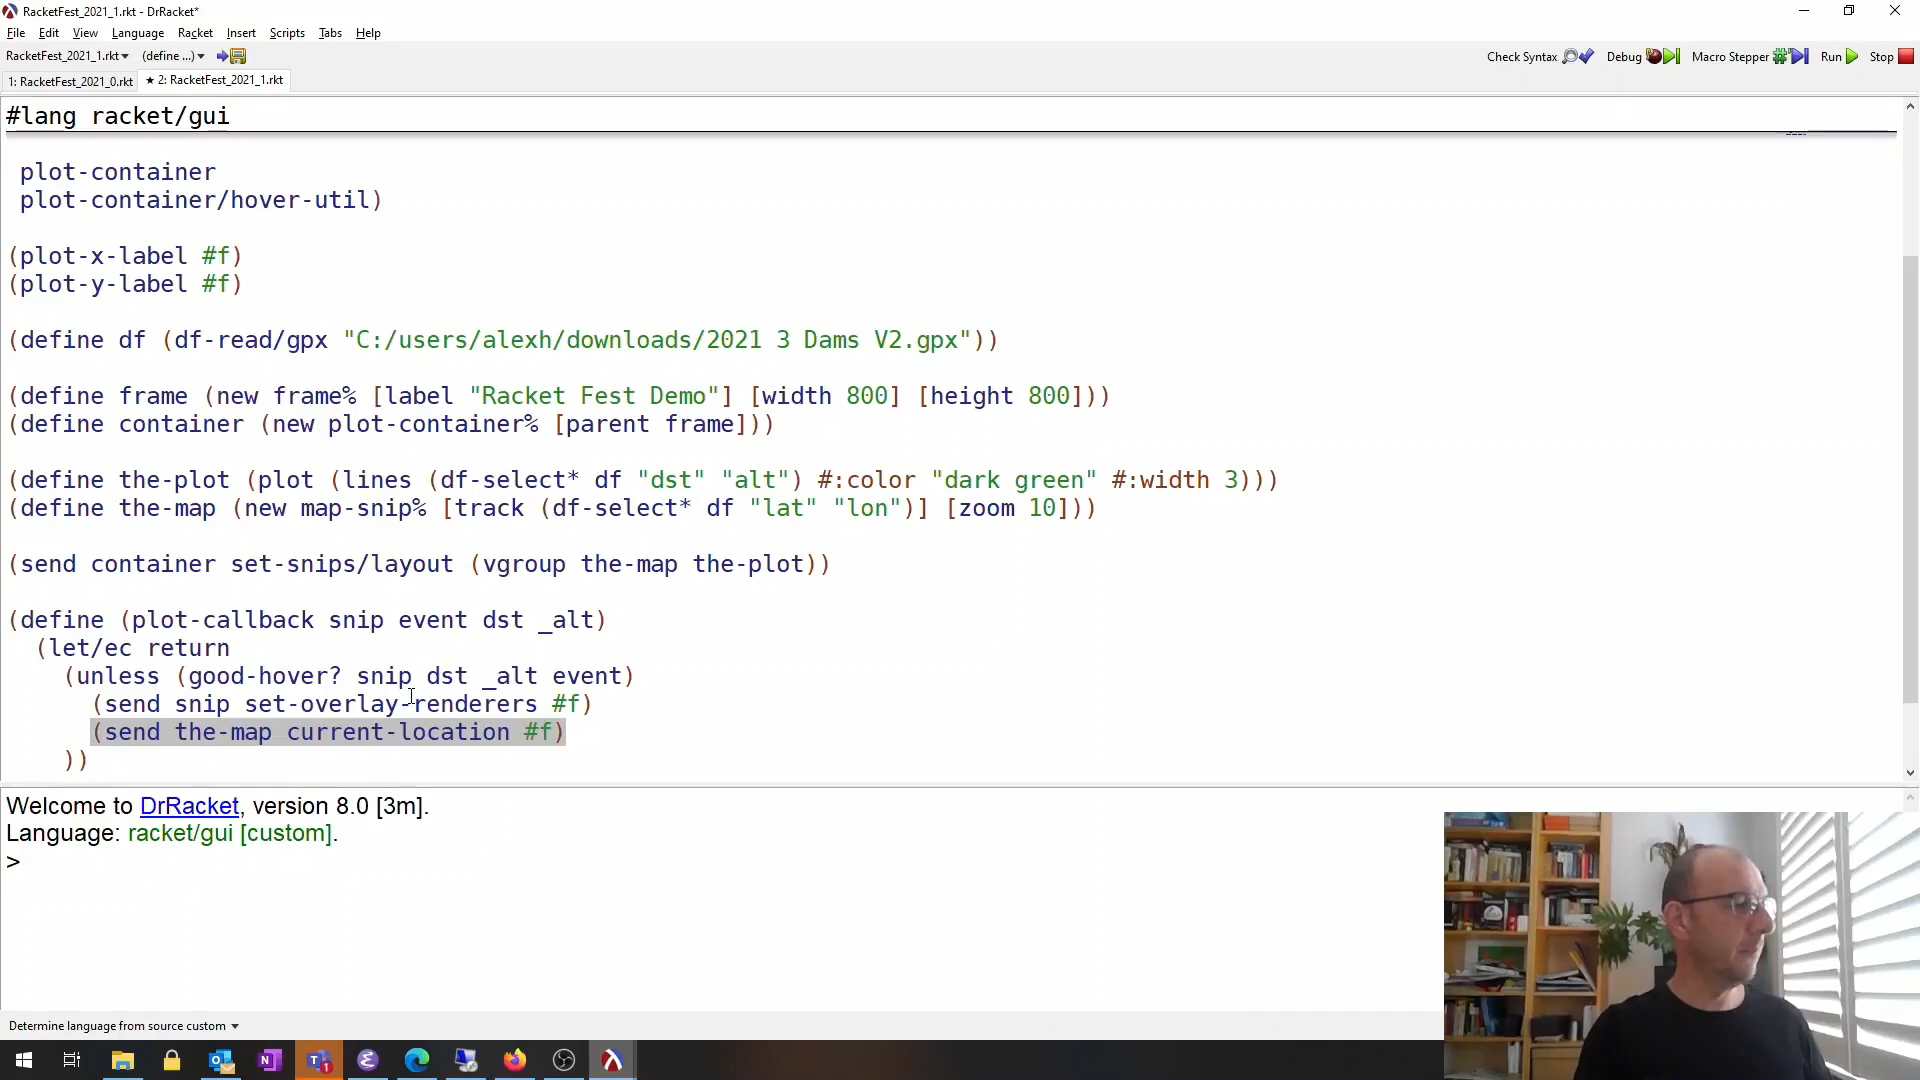 RacketFest_2021_1.rkt - DrRacket*
File Edit View Language Racket Insert Scripts Tabs Help
RacketFest_2021_1.rkt (define ...) Check Syntax Debug Macro Stepper Run Stop
1: RacketFest_2021_0.rkt ★ 2: RacketFest_2021_1.rkt
#lang racket/gui
plot-container
plot-container/hover-util)
(plot-x-label #f)
(plot-y-label #f)
(define df (df-read/gpx "C:/users/alexh/downloads/2021 3 Dams V2.gpx"))
(define frame (new frame% [label "Racket Fest Demo"] [width 800] [height 800]))
(define container (new plot-container% [parent frame]))
(define the-plot (plot (lines (df-select* df "dst" "alt") #:color "dark green" #:width 3)))
(define the-map (new map-snip% [track (df-select* df "lat" "lon")] [zoom 10]))
(send container set-snips/layout (vgroup the-map the-plot))
(define (plot-callback snip event dst _alt)
(let/ec return
(unless (good-hover? snip dst _alt event)
(send snip set-overlay-renderers #f)
(send the-map current-location #f)
))
Welcome to DrRacket, version 8.0 [3m].
Language: racket/gui [custom].
>
Determine language from source custom